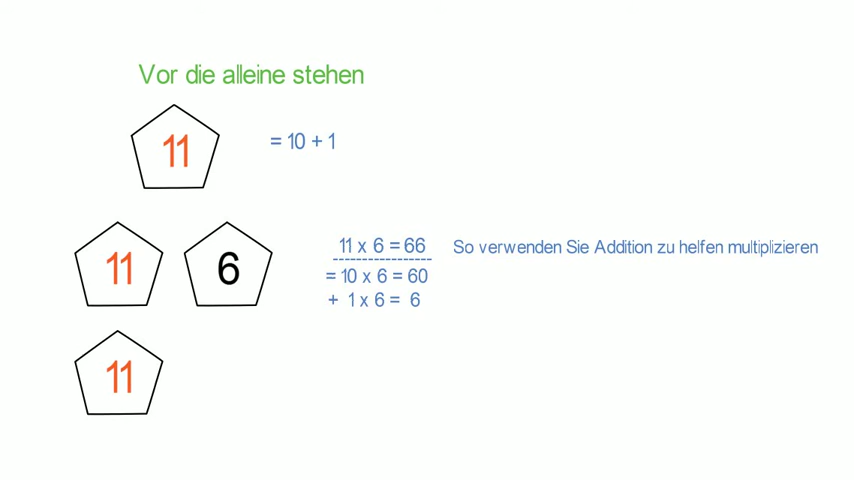 Vor die alleine stehen
11 = 10 + 1
11 6 11 x 6 = 66 So verwenden Sie Addition zu helfen multiplizieren
= 10 x 6 = 60
+ 1 x 6 = 6
11